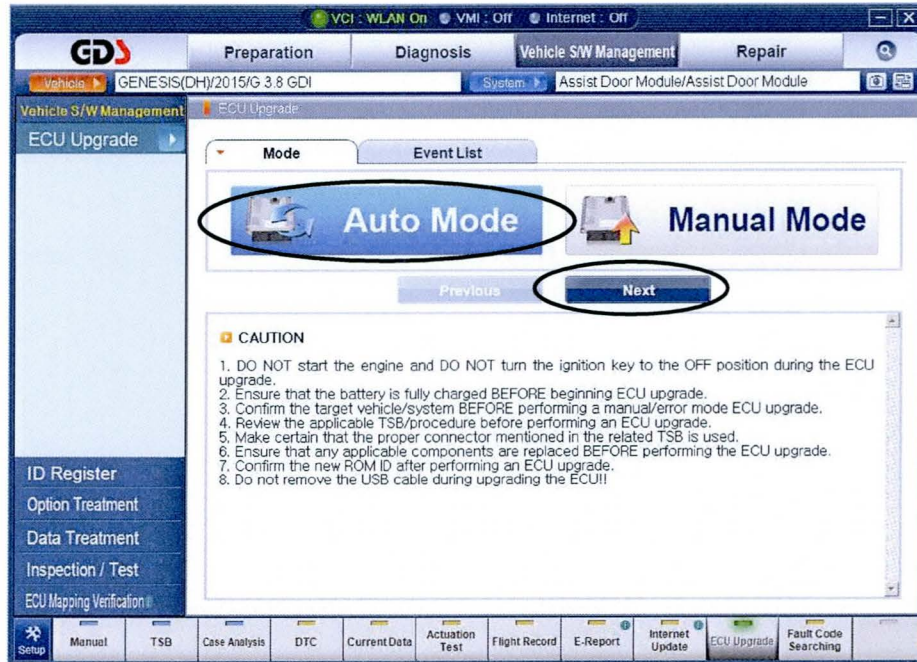 VCI : WLAN On VMI : Off Internet : Off
GDS Preparation Diagnosis Vehicle S/W Management Repair
Vehicle GENESIS(DH)/2015/G 3.8 GDI System Assist Door Module/Assist Door Module
Vehicle S/W Management ECU Upgrade
ECU Upgrade
Mode Event List
Auto Mode Manual Mode
Previous Next
CAUTION
1. DO NOT start the engine and DO NOT turn the ignition key to the OFF position during the ECU
upgrade.
2. Ensure that the battery is fully charged BEFORE beginning ECU upgrade.
3. Confirm the target vehicle/system BEFORE performing a manual/error mode ECU upgrade.
4. Review the applicable TSB/procedure before performing an ECU upgrade.
5. Make certain that the proper connector mentioned in the related TSB is used.
6. Ensure that any applicable components are replaced BEFORE performing the ECU upgrade.
7. Confirm the new ROM ID after performing an ECU upgrade.
8. Do not remove the USB cable during upgrading the ECU!!
ID Register
Option Treatment
Data Treatment
Inspection / Test
ECU Mapping Verification
Setup Manual TSB Case Analysis DTC Current Data Actuation Test Flight Record E-Report Internet Update ECU Upgrade Fault Code Searching